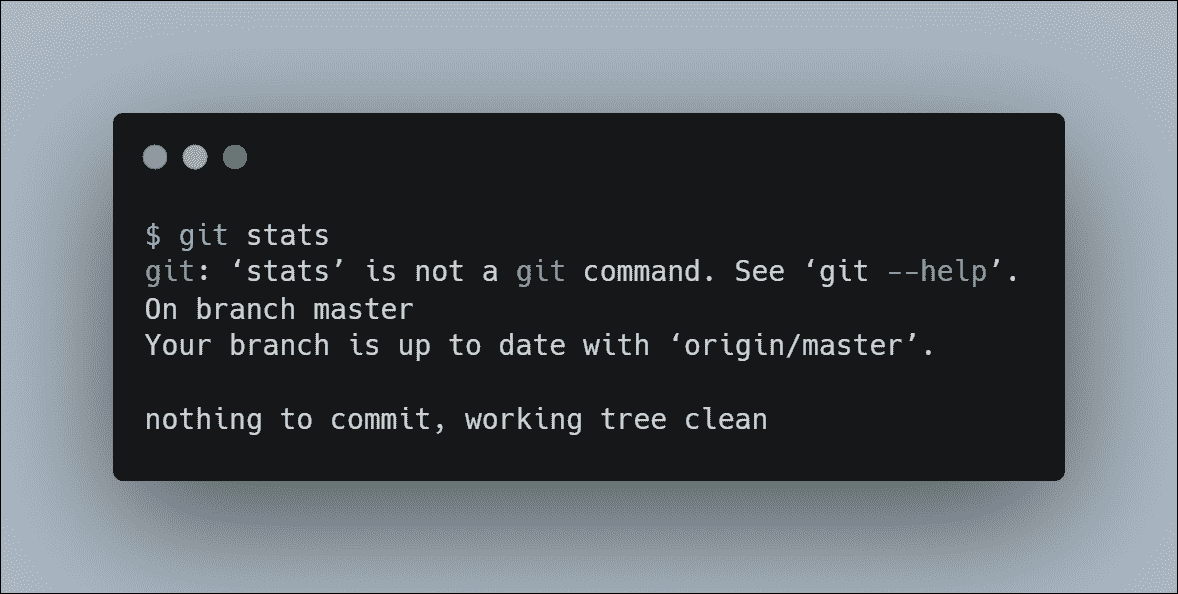 $ git stats
git: ‘stats’ is not a git command. See ‘git --help’.
On branch master
Your branch is up to date with ‘origin/master’.
nothing to commit, working tree clean